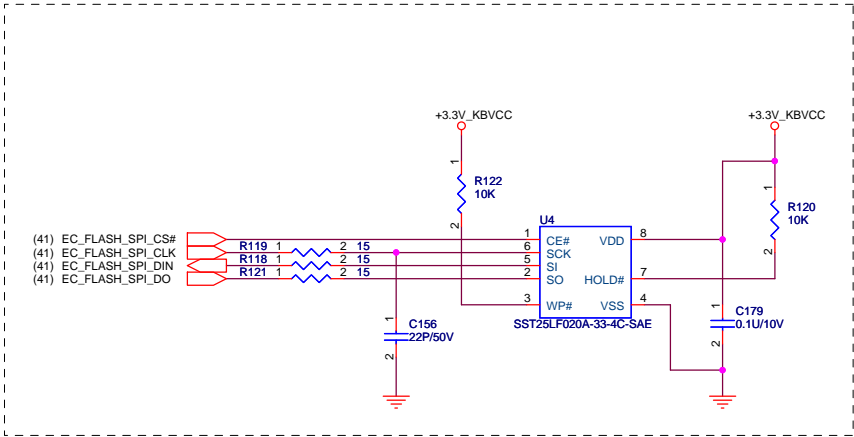 +3.3V_KBVCC
+3.3V_KBVCC
1
R122
10K
2
1
R120
10K
2
U4
(41) EC_FLASH_SPI_CS# 1 CE# VDD 8
(41) EC_FLASH_SPI_CLK R119 1 2 15 6 SCK
(41) EC_FLASH_SPI_DIN R118 1 2 15 5 SI
(41) EC_FLASH_SPI_DO R121 1 2 15 2 SO HOLD# 7
3 WP# VSS 4
SST25LF020A-33-4C-SAE
1
C156
22P/50V
2
1
C179
0.1U/10V
2